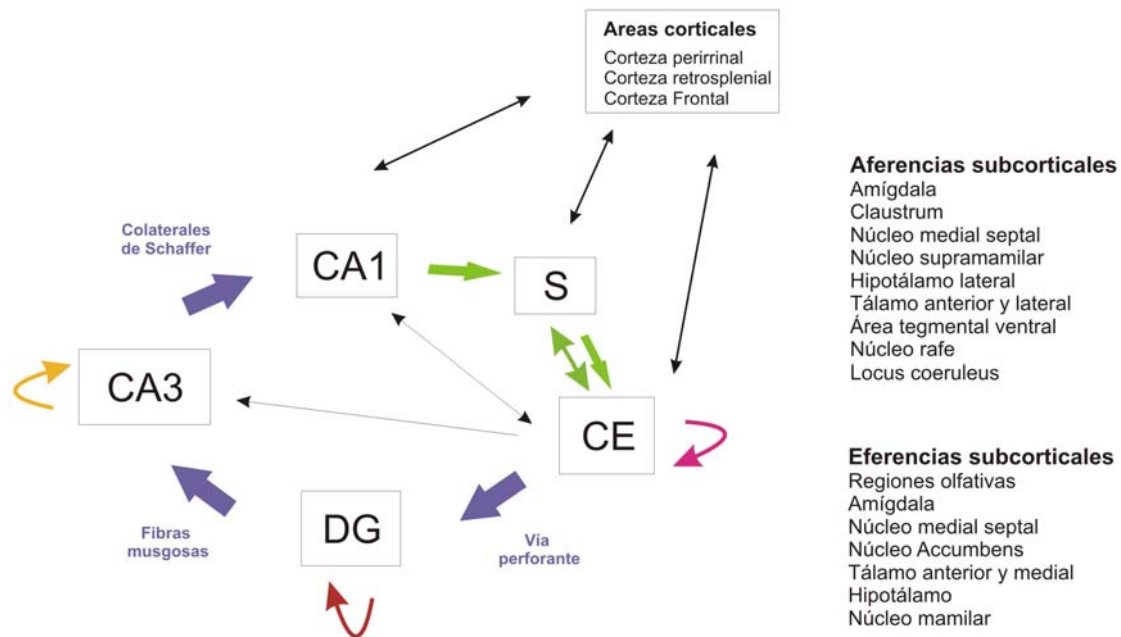 Areas corticales
Corteza perirrinal
Corteza retrosplenial
Corteza Frontal
Colaterales
de Schaffer
CA1
S
CA3
CE
DG
Fibras
musgosas
Vía
perforante
Aferencias subcorticales
Amígdala
Claustrum
Núcleo medial septal
Núcleo supramamilar
Hipotálamo lateral
Tálamo anterior y lateral
Área tegmental ventral
Núcleo rafe
Locus coeruleus
Eferencias subcorticales
Regiones olfativas
Amígdala
Núcleo medial septal
Núcleo Accumbens
Tálamo anterior y medial
Hipotálamo
Núcleo mamilar